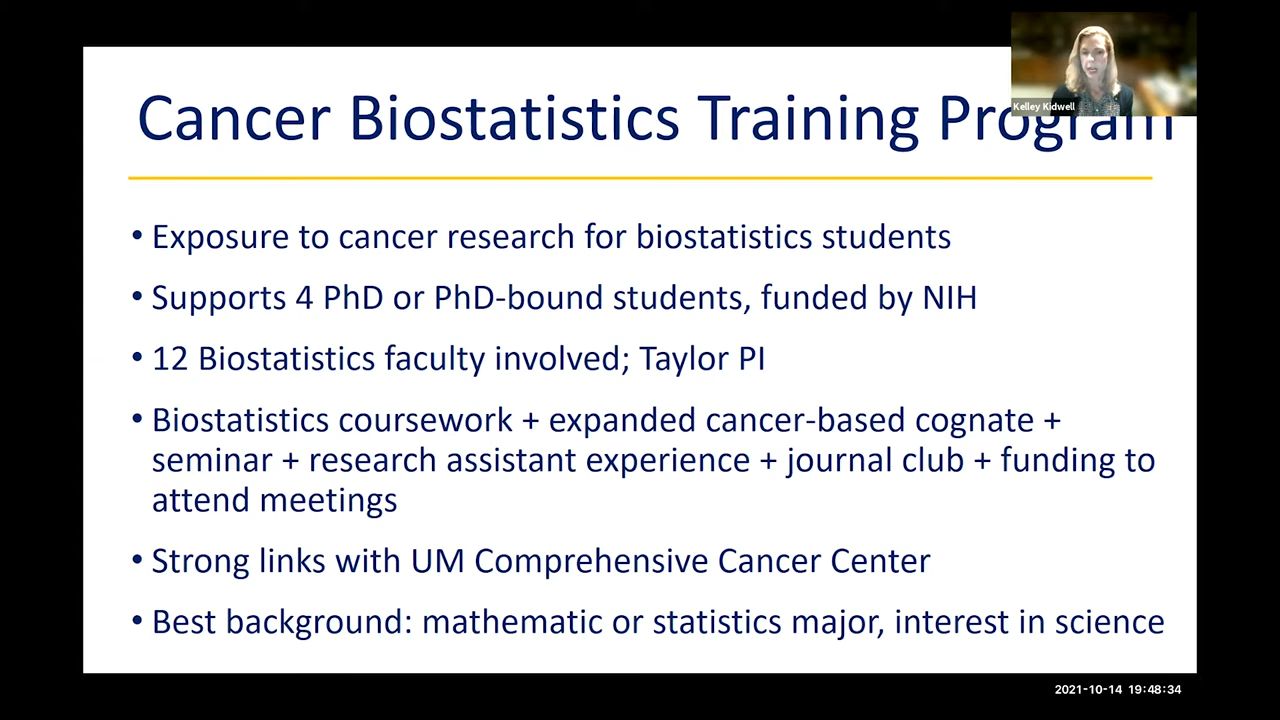 Cancer Biostatistics Training Program
Kelley Kidwell
• Exposure to cancer research for biostatistics students
• Supports 4 PhD or PhD-bound students, funded by NIH
• 12 Biostatistics faculty involved; Taylor PI
• Biostatistics coursework + expanded cancer-based cognate +
seminar + research assistant experience + journal club + funding to
attend meetings
• Strong links with UM Comprehensive Cancer Center
• Best background: mathematic or statistics major, interest in science
2021-10-14 19:48:34